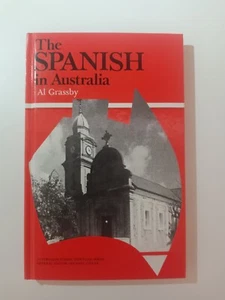 The
SPANISH
in Australia
Al Grassby